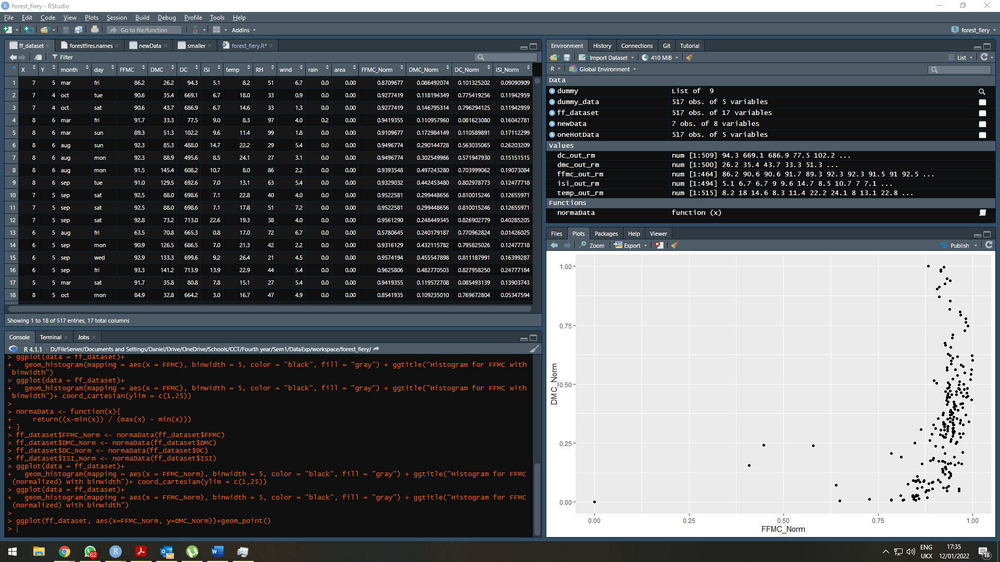 forest_fiery - RStudio
File Edit Code View Plots Session Build Debug Profile Tools Help
Go to file/function Addins forest_fiery
ff_dataset forestfires.names newData smaller forest_fiery.R*
Filter
X Y month day FFMC DMC DC ISI temp RH wind rain area FFMC_Norm DMC_Norm DC_Norm ISI_Norm
1 7 5 mar fri 86.2 26.2 94.3 5.1 8.2 51 6.7 0.0 0.00 0.8709677 0.086492074 0.101325202 0.09090909
2 7 4 oct tue 90.6 35.4 669.1 6.7 18.0 33 0.9 0.0 0.00 0.9277419 0.118194349 0.775419256 0.11942959
3 7 4 oct sat 90.6 43.7 686.9 6.7 14.6 33 1.3 0.0 0.00 0.9277419 0.146795314 0.796294125 0.11942959
4 8 6 mar fri 91.7 33.3 77.5 9.0 8.3 97 4.0 0.2 0.00 0.9419355 0.110957960 0.081623080 0.16042781
5 8 6 mar sun 89.3 51.3 102.2 9.6 11.4 99 1.8 0.0 0.00 0.9109677 0.172984149 0.110589891 0.17112299
6 8 6 aug sun 92.3 85.3 488.0 14.7 22.2 29 5.4 0.0 0.00 0.9496774 0.290144728 0.563035065 0.26203209
7 8 6 aug mon 92.3 88.9 495.6 8.5 24.1 27 3.1 0.0 0.00 0.9496774 0.302549966 0.571947930 0.15151515
8 8 6 aug mon 91.5 145.4 608.2 10.7 8.0 86 2.2 0.0 0.00 0.9393548 0.497243280 0.703999062 0.19073084
9 8 6 sep tue 91.0 129.5 692.6 7.0 13.1 63 5.4 0.0 0.00 0.9329032 0.442453480 0.802978773 0.12477718
10 7 5 sep sat 92.5 88.0 698.6 7.1 22.8 40 4.0 0.0 0.00 0.9522581 0.299448656 0.810015246 0.12655971
11 7 5 sep sat 92.5 88.0 698.6 7.1 17.8 51 7.2 0.0 0.00 0.9522581 0.299448656 0.810015246 0.12655971
12 7 5 sep sat 92.8 73.2 713.0 22.6 19.3 38 4.0 0.0 0.00 0.9561290 0.248449345 0.826902779 0.40285205
13 6 5 aug fri 63.5 70.8 665.3 0.8 17.0 72 6.7 0.0 0.00 0.5780645 0.240179187 0.770962824 0.01426025
14 6 5 sep mon 90.9 126.5 686.5 7.0 21.3 42 2.2 0.0 0.00 0.9316129 0.432115782 0.795825026 0.12477718
15 6 5 sep wed 92.9 133.3 699.6 9.2 26.4 21 4.5 0.0 0.00 0.9574194 0.455547898 0.811187991 0.16399287
16 6 5 sep fri 93.3 141.2 713.9 13.9 22.9 44 5.4 0.0 0.00 0.9625806 0.482770503 0.827958250 0.24777184
17 5 5 mar sat 91.7 35.8 80.8 7.8 15.1 27 5.4 0.0 0.00 0.9419355 0.119572708 0.085493139 0.13903743
18 8 5 oct mon 84.9 32.8 664.2 3.0 16.7 47 4.9 0.0 0.00 0.8541935 0.109235010 0.769672804 0.05347594
Showing 1 to 18 of 517 entries, 17 total columns
Console Terminal Jobs
R 4.1.1 · D:/FileServer/Documents and Settings/Daniel/Drive/OneDrive/Schools/CCT/Fourth year/Sem1/DataExp/workspace/forest_fiery/
> ggplot(data = ff_dataset)+
+ geom_histogram(mapping = aes(x = FFMC), binwidth = 5, color = "black", fill = "gray") + ggtitle("Histogram for FFMC with
binwidth")
> ggplot(data = ff_dataset)+
+ geom_histogram(mapping = aes(x = FFMC), binwidth = 5, color = "black", fill = "gray") + ggtitle("Histogram for FFMC with
binwidth")+ coord_cartesian(ylim = c(1,25))
>
> normaData <- function(x){
+ return((x-min(x)) / (max(x) - min(x)))
+ }
> ff_dataset$FFMC_Norm <- normaData(ff_dataset$FFMC)
> ff_dataset$DMC_Norm <- normaData(ff_dataset$DMC)
> ff_dataset$DC_Norm <- normaData(ff_dataset$DC)
> ff_dataset$ISI_Norm <- normaData(ff_dataset$ISI)
> ggplot(data = ff_dataset)+
+ geom_histogram(mapping = aes(x = FFMC_Norm), binwidth = 5, color = "black", fill = "gray") + ggtitle("Histogram for FFMC
(normalized) with binwidth")+ coord_cartesian(ylim = c(1,25))
> ggplot(data = ff_dataset)+
+ geom_histogram(mapping = aes(x = FFMC_Norm), binwidth = 5, color = "black", fill = "gray") + ggtitle("Histogram for FFMC
(normalized) with binwidth")
>
> ggplot(ff_dataset, aes(x=FFMC_Norm, y=DMC_Norm))+geom_point()
>
Environment History Connections Git Tutorial
Import Dataset 410 MiB List
R Global Environment
Data
dummy List of 9
dummy_data 517 obs. of 5 variables
ff_dataset 517 obs. of 17 variables
newData 7 obs. of 8 variables
oneHotData 517 obs. of 5 variables
Values
dc_out_rm num [1:509] 94.3 669.1 686.9 77.5 102.2 ...
dmc_out_rm num [1:500] 26.2 35.4 43.7 33.3 51.3 ...
ffmc_out_rm num [1:464] 86.2 90.6 90.6 91.7 89.3 92.3 92.3 91.5 91 92.5 ...
isi_out_rm num [1:494] 5.1 6.7 6.7 9 9.6 14.7 8.5 10.7 7 7.1 ...
temp_out_rm num [1:515] 8.2 18 14.6 8.3 11.4 22.2 24.1 8 13.1 22.8 ...
Functions
normaData function (x)
Files Plots Packages Help Viewer
Zoom Export Publish
1.00
0.75
0.50
0.25
0.00
DMC_Norm
0.00 0.25 0.50 0.75 1.00
FFMC_Norm
62
ENG
UKX
17:35
12/01/2022
18